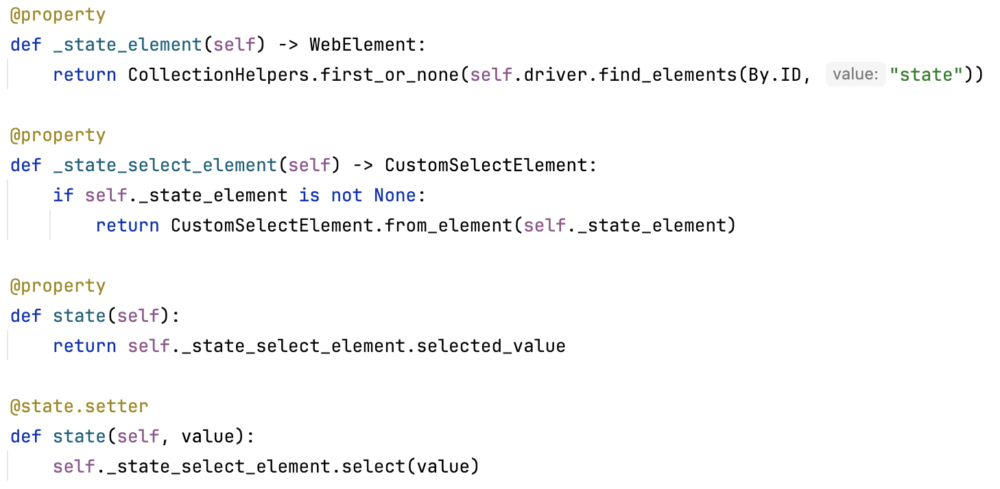 @property
def _state_element(self) -> WebElement:
    return CollectionHelpers.first_or_none(self.driver.find_elements(By.ID, value: "state"))

@property
def _state_select_element(self) -> CustomSelectElement:
    if self._state_element is not None:
        return CustomSelectElement.from_element(self._state_element)

@property
def state(self):
    return self._state_select_element.selected_value

@state.setter
def state(self, value):
    self._state_select_element.select(value)